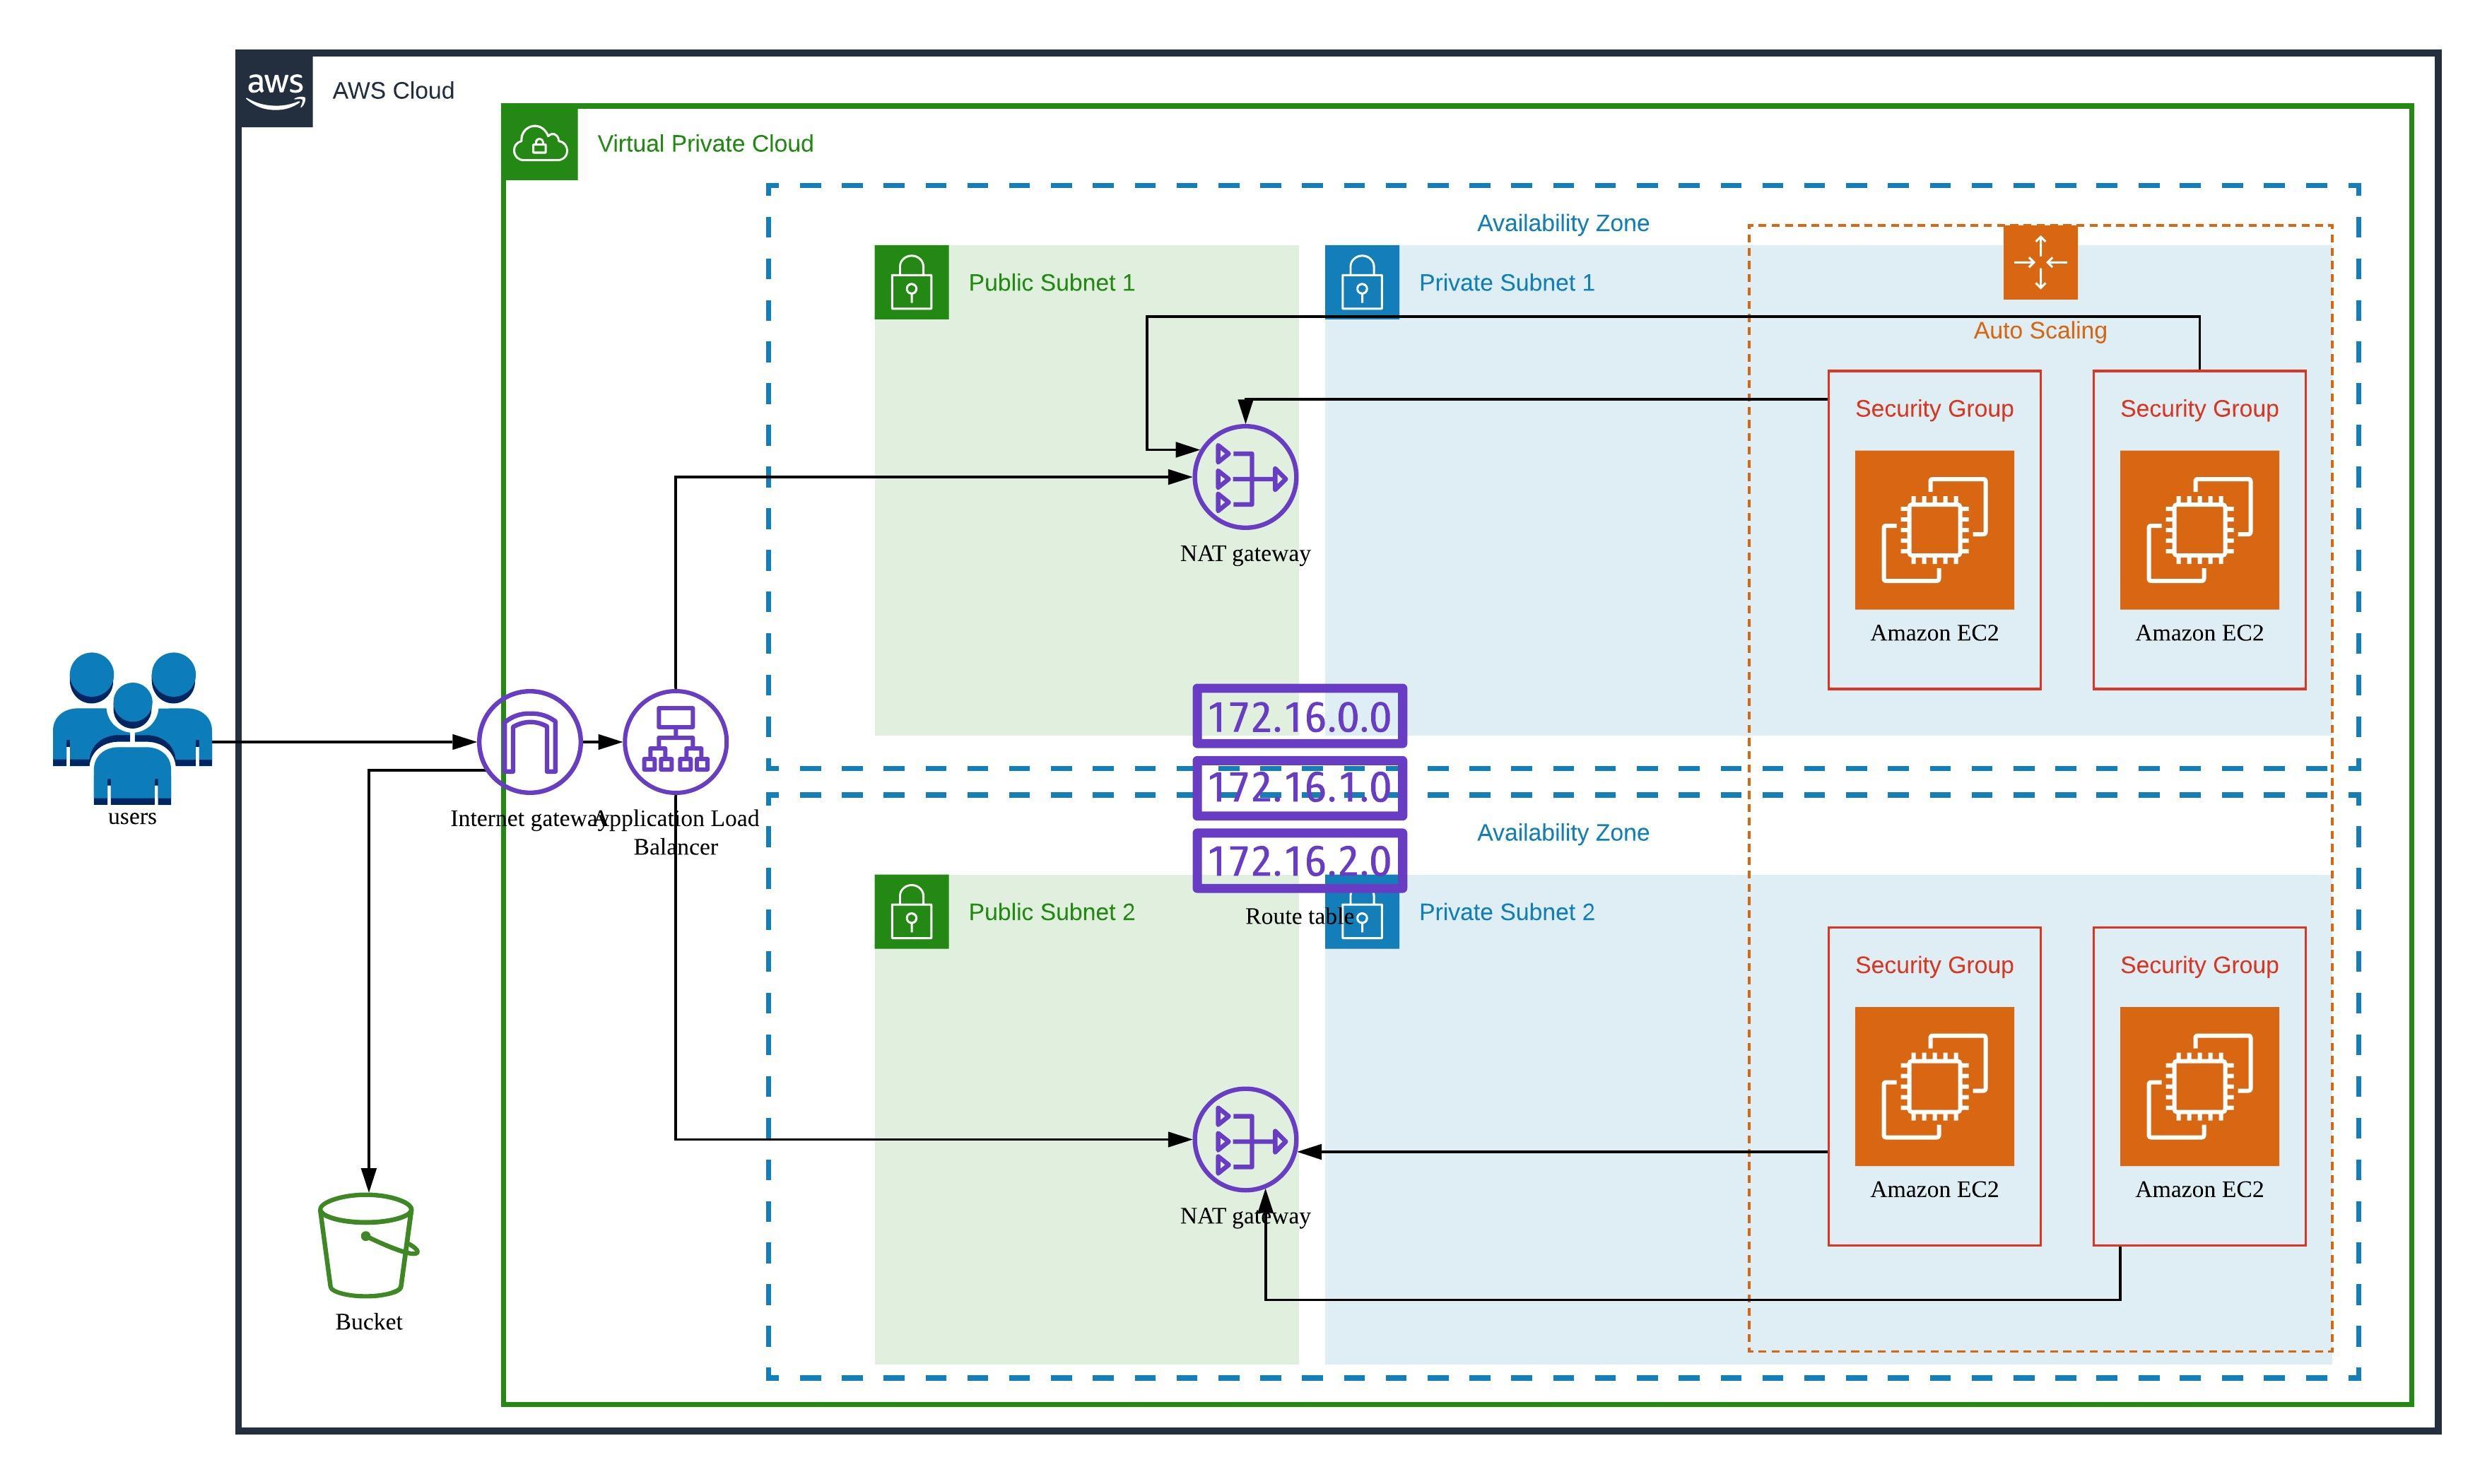 aws
AWS Cloud
Virtual Private Cloud
Availability Zone
Public Subnet 1
Private Subnet 1
Auto Scaling
Security Group
Security Group
NAT gateway
Amazon EC2
Amazon EC2
172.16.0.0
172.16.1.0
172.16.2.0
Route table
users
Internet gateway
Application Load
Balancer
Availability Zone
Public Subnet 2
Private Subnet 2
Security Group
Security Group
NAT gateway
Amazon EC2
Amazon EC2
Bucket